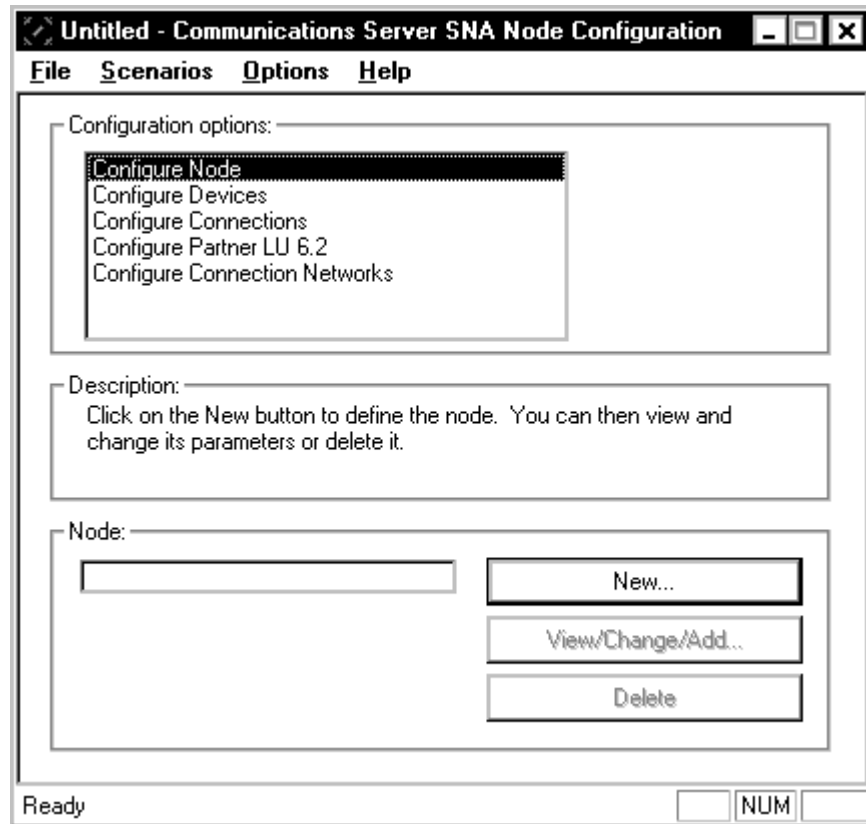 Untitled - Communications Server SNA Node Configuration
File Scenarios Options Help
Configuration options:
Configure Node
Configure Devices
Configure Connections
Configure Partner LU 6.2
Configure Connection Networks
Description:
Click on the New button to define the node. You can then view and
change its parameters or delete it.
Node:
New...
View/Change/Add...
Delete
Ready NUM